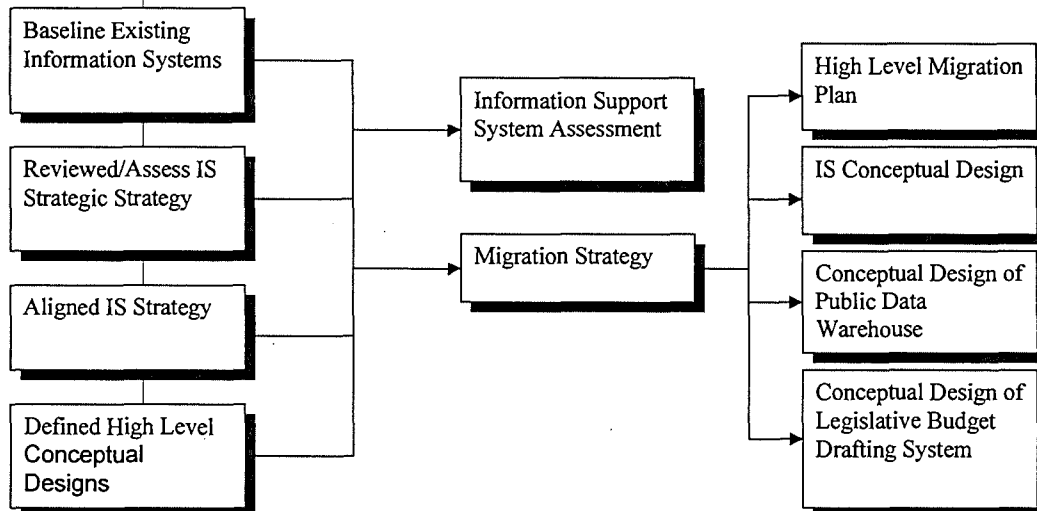 Baseline Existing
Information Systems
Reviewed/Assess IS
Strategic Strategy
Aligned IS Strategy
Defined High Level
Conceptual
Designs
Information Support
System Assessment
Migration Strategy
High Level Migration
Plan
IS Conceptual Design
Conceptual Design of
Public Data
Warehouse
Conceptual Design of
Legislative Budget
Drafting System